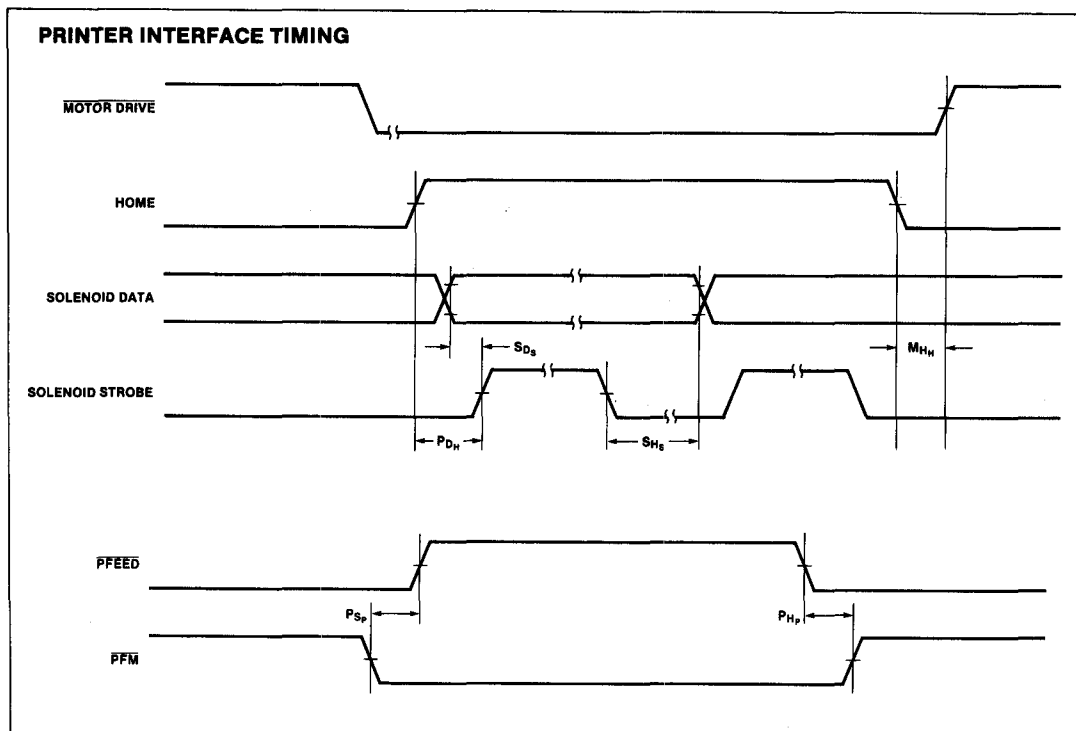 PRINTER INTERFACE TIMING
MOTOR DRIVE
HOME
SOLENOID DATA
SDS
MHH
SOLENOID STROBE
PDH
SHS
PFEED
PSP
PHP
PFM